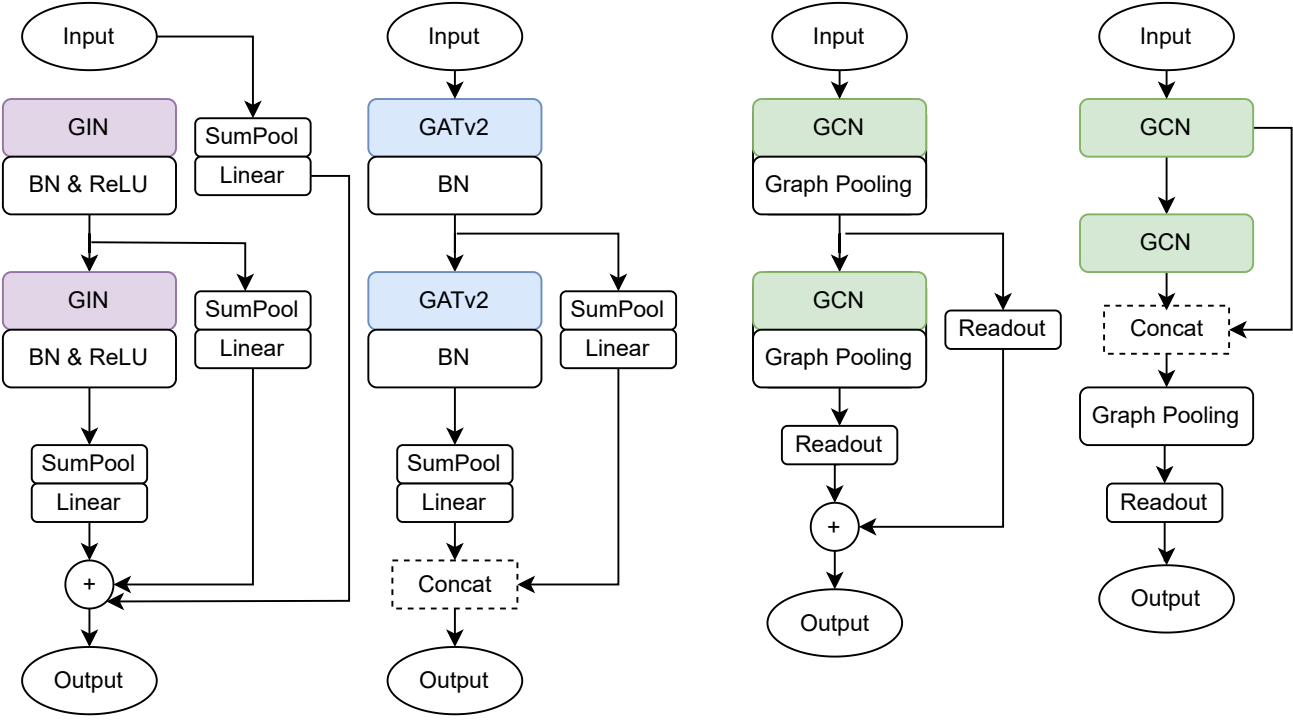 Input
GIN
BN & ReLU
SumPool
Linear
GIN
BN & ReLU
SumPool
Linear
SumPool
Linear
+
Output
Input
GATv2
BN
GATv2
BN
SumPool
Linear
SumPool
Linear
Concat
Output
Input
GCN
Graph Pooling
GCN
Graph Pooling
Readout
Readout
+
Output
Input
GCN
GCN
Concat
Graph Pooling
Readout
Output